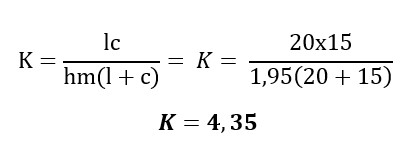 K = lc / hm(l + c) = K = 20x15 / 1,95(20 + 15)
K = 4,35